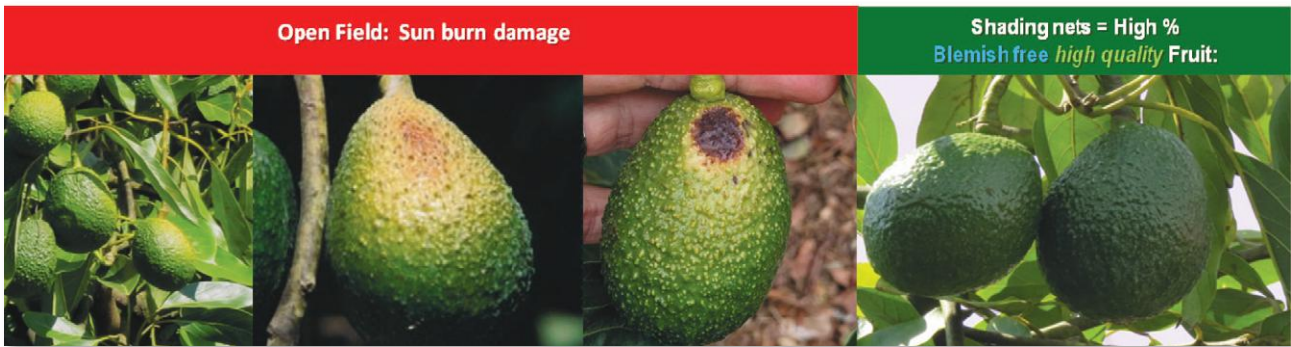 Open Field: Sun burn damage
Shading nets = High %
Blemish free high quality Fruit: